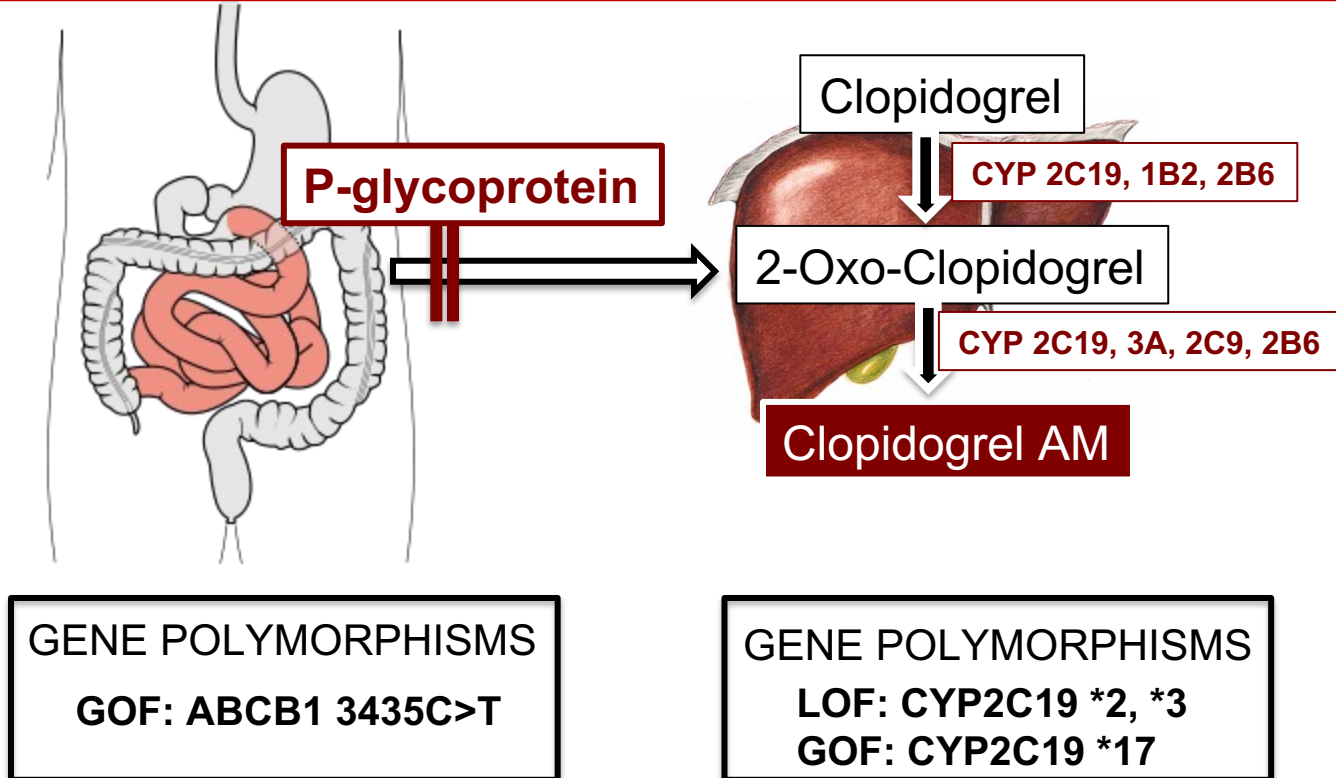 Clopidogrel
P-glycoprotein
CYP 2C19, 1B2, 2B6
2-Oxo-Clopidogrel
CYP 2C19, 3A, 2C9, 2B6
Clopidogrel AM
GENE POLYMORPHISMS
GOF: ABCB1 3435C>T
GENE POLYMORPHISMS
LOF: CYP2C19 *2, *3
GOF: CYP2C19 *17